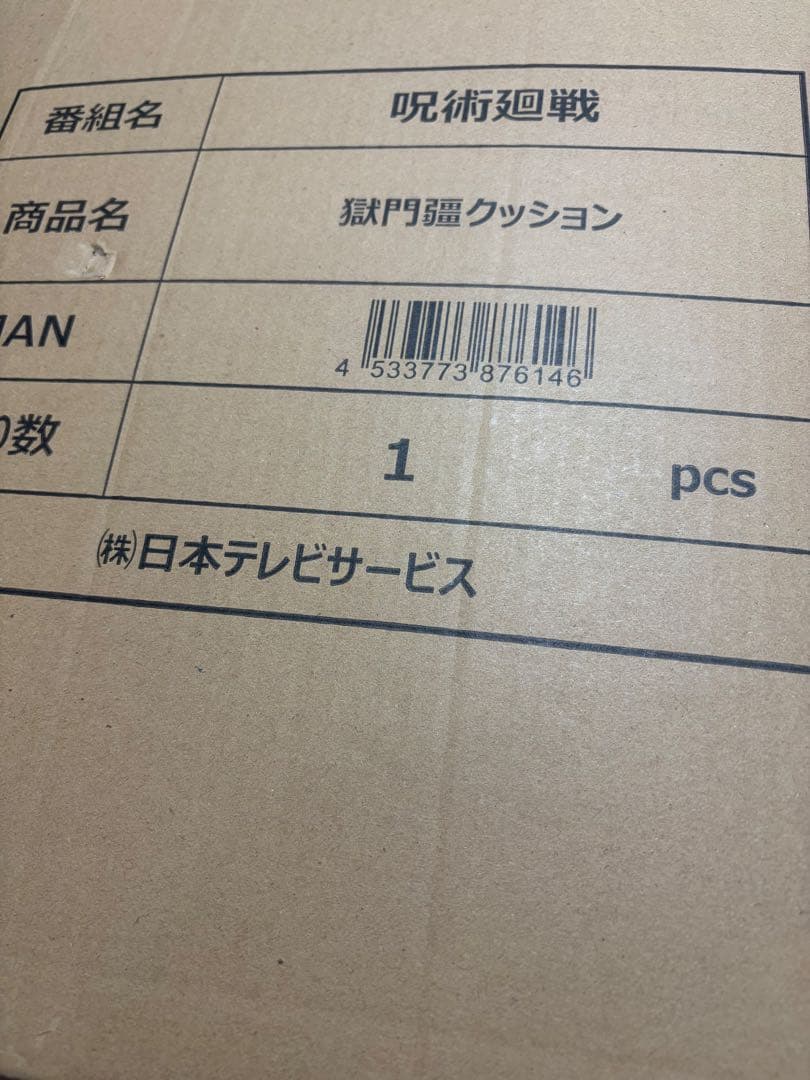 番組名 呪術廻戦
商品名 獄門疆クッション
JAN 4 533773 876146
数 1 pcs
㈱日本テレビサービス